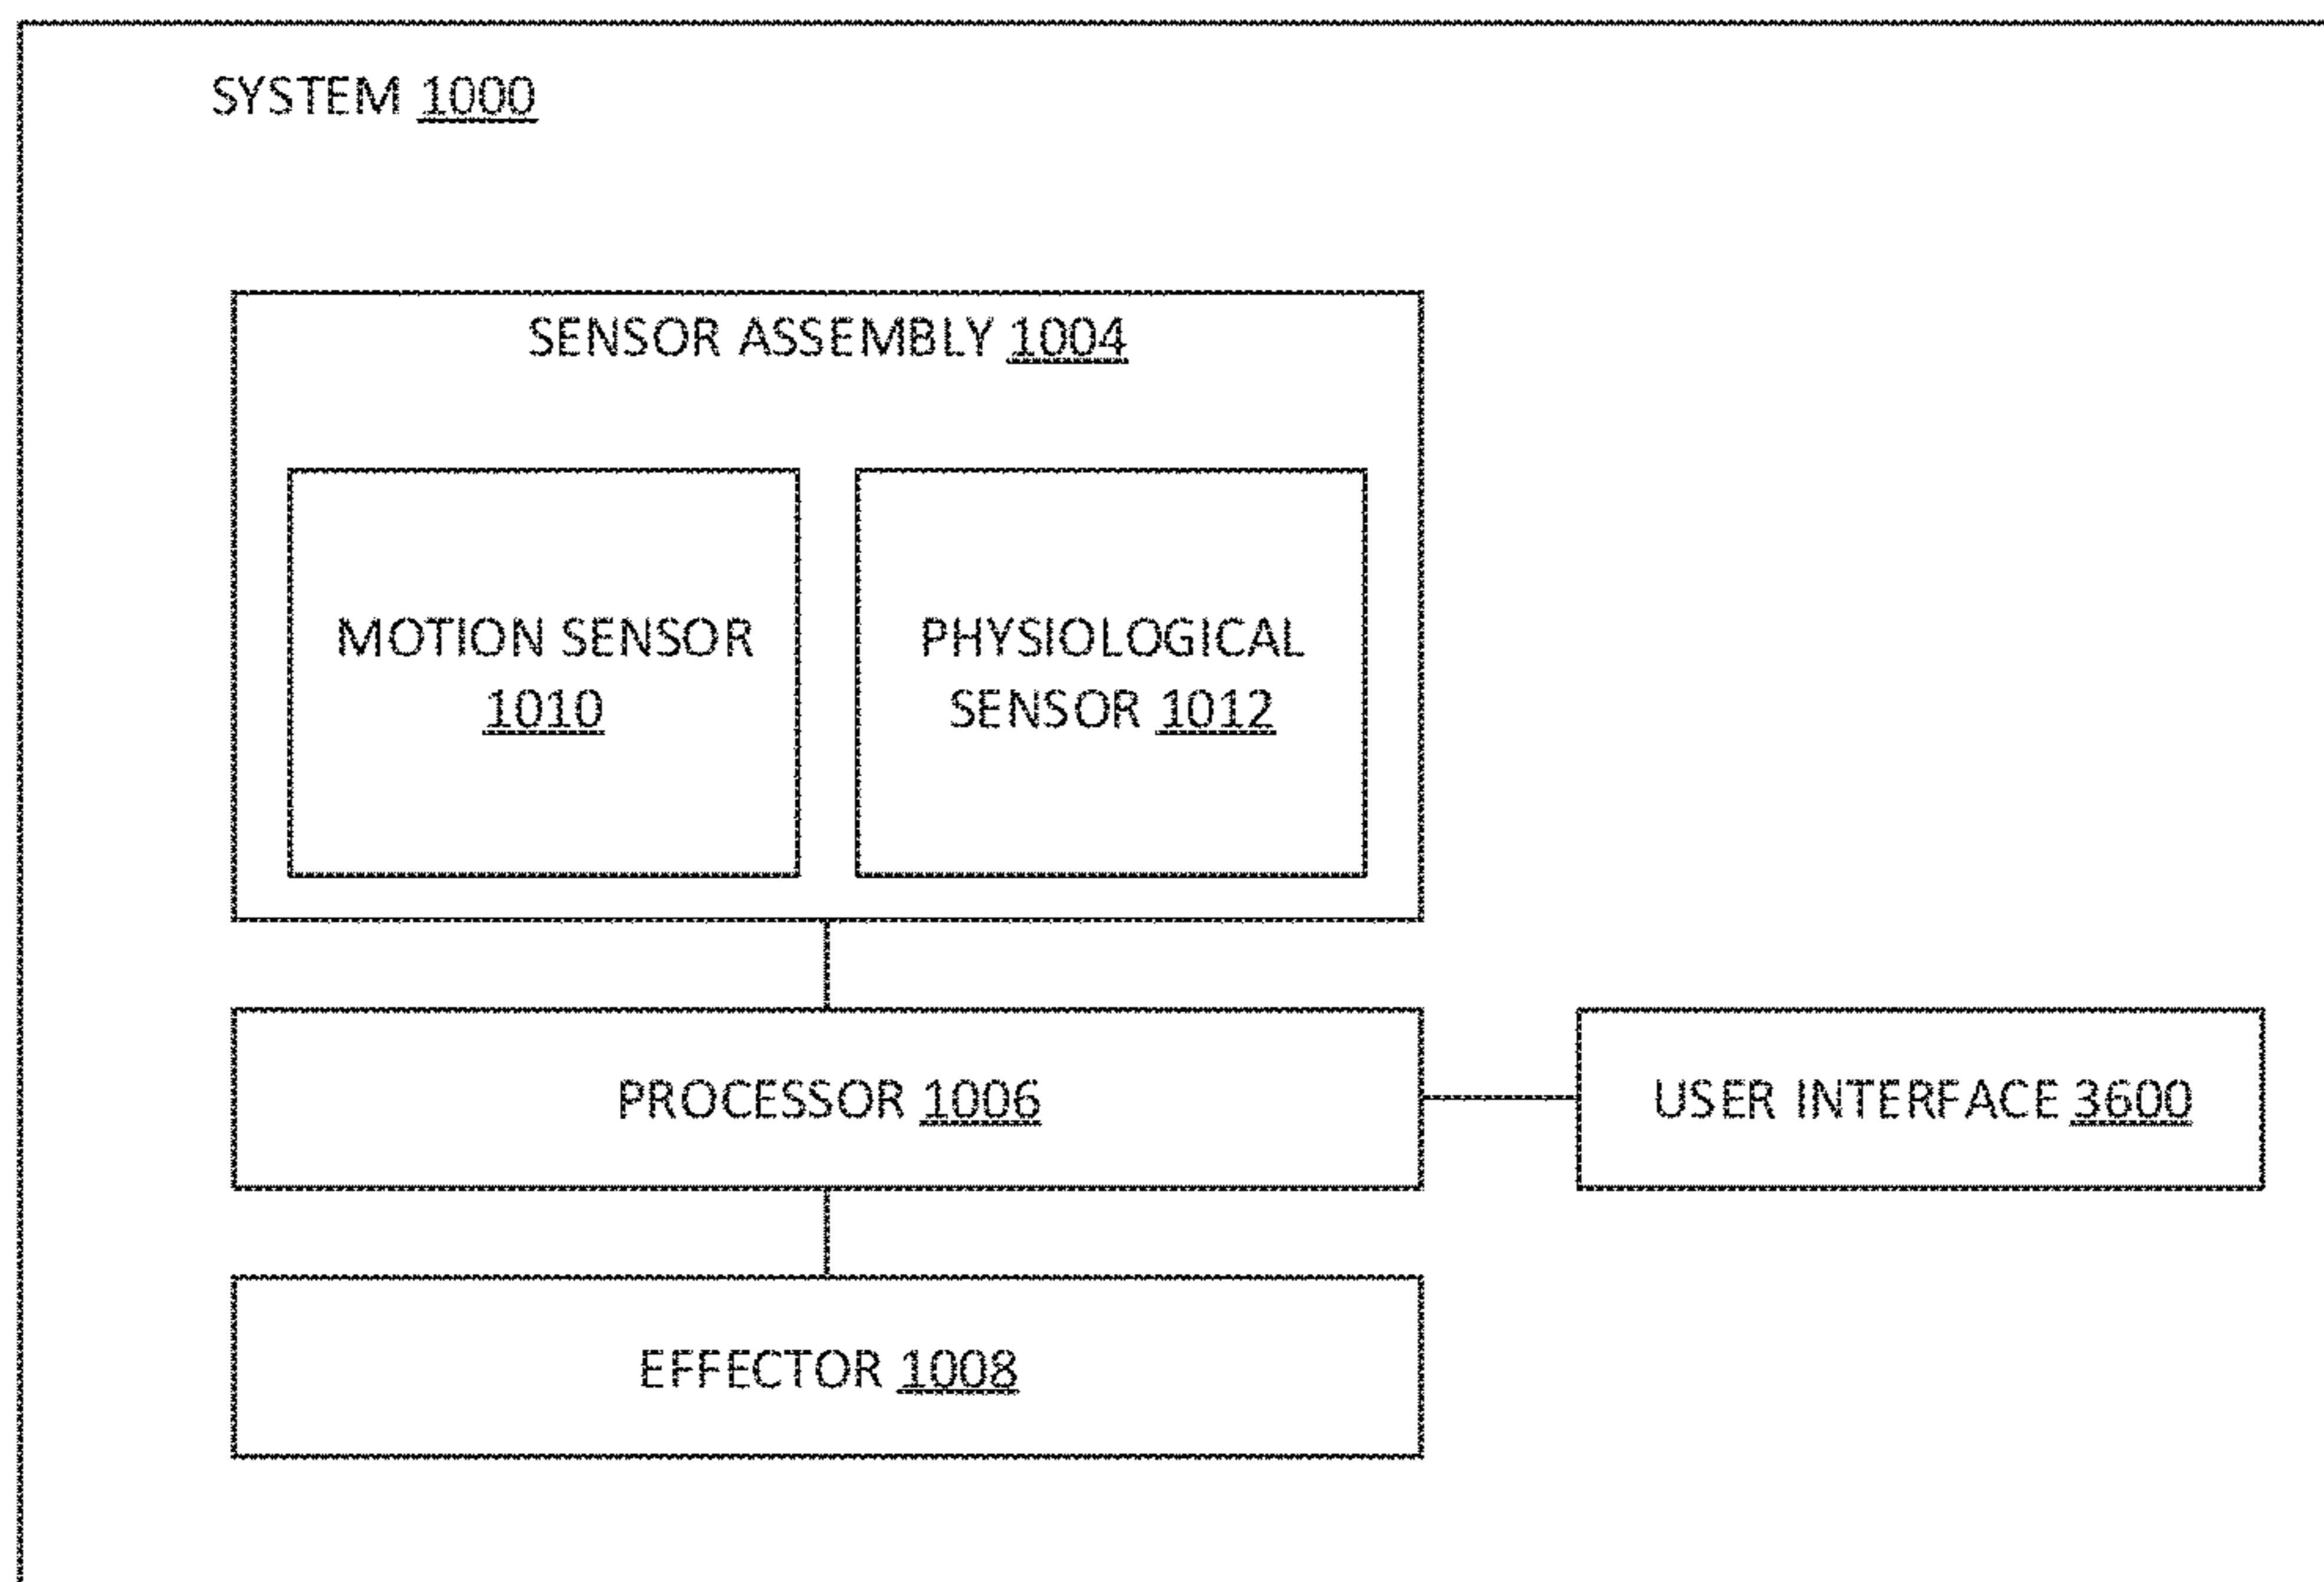 SYSTEM 1000
SENSOR ASSEMBLY 1004
MOTION SENSOR
1010
PHYSIOLOGICAL
SENSOR 1012
PROCESSOR 1006
USER INTERFACE 3600
EFFECTOR 1008